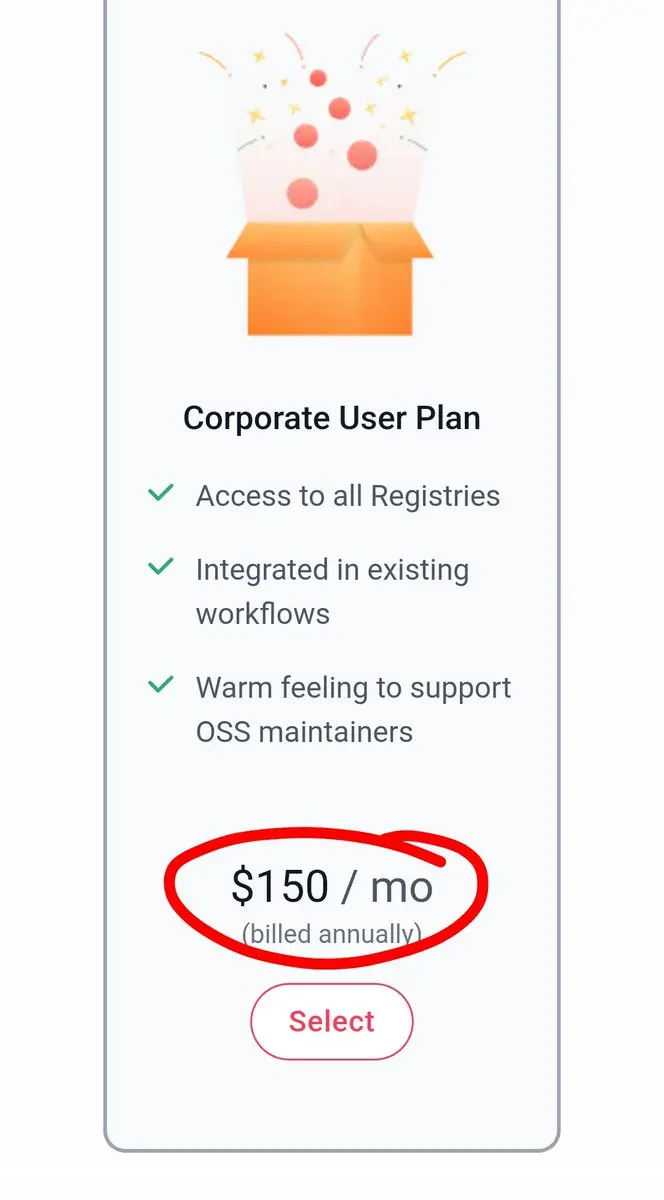 Corporate User Plan
Access to all Registries
Integrated in existing
workflows
Warm feeling to support
OSS maintainers
$150 / mo
(billed annually)
Select